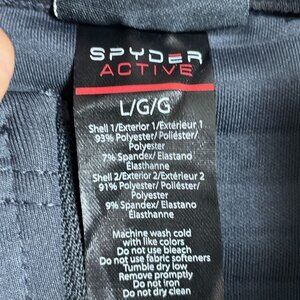 SPYDER
ACTIVE
L/G/G
Shell 1/Exterior 1/Extérieur 1
93% Polyester/ Poliéster/
Polyester
7% Spandex/ Elastano
Élasthanne
Shell 2/Exterior 2/Extérieur 2
91% Polyester/ Poliéster/
Polyester
9% Spandex/ Elastano
Élasthanne
Machine wash cold
with like colors
Do not use bleach
Do not use fabric softeners
Tumble dry low
Remove promptly
Do not iron
Do not dry clean